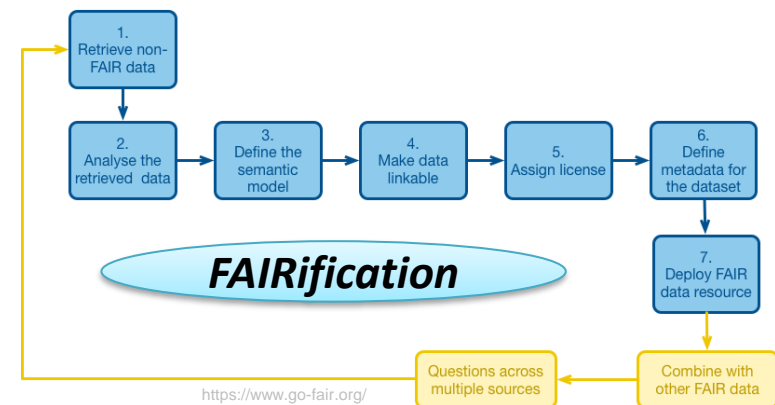 1.
Retrieve non-
FAIR data
2.
Analyse the
retrieved data
3.
Define the
semantic
model
4.
Make data
linkable
5.
Assign license
6.
Define
metadata for
the dataset
7.
Deploy FAIR
data resource
FAIRification
Questions across
multiple sources
Combine with
other FAIR data
https://www.go-fair.org/